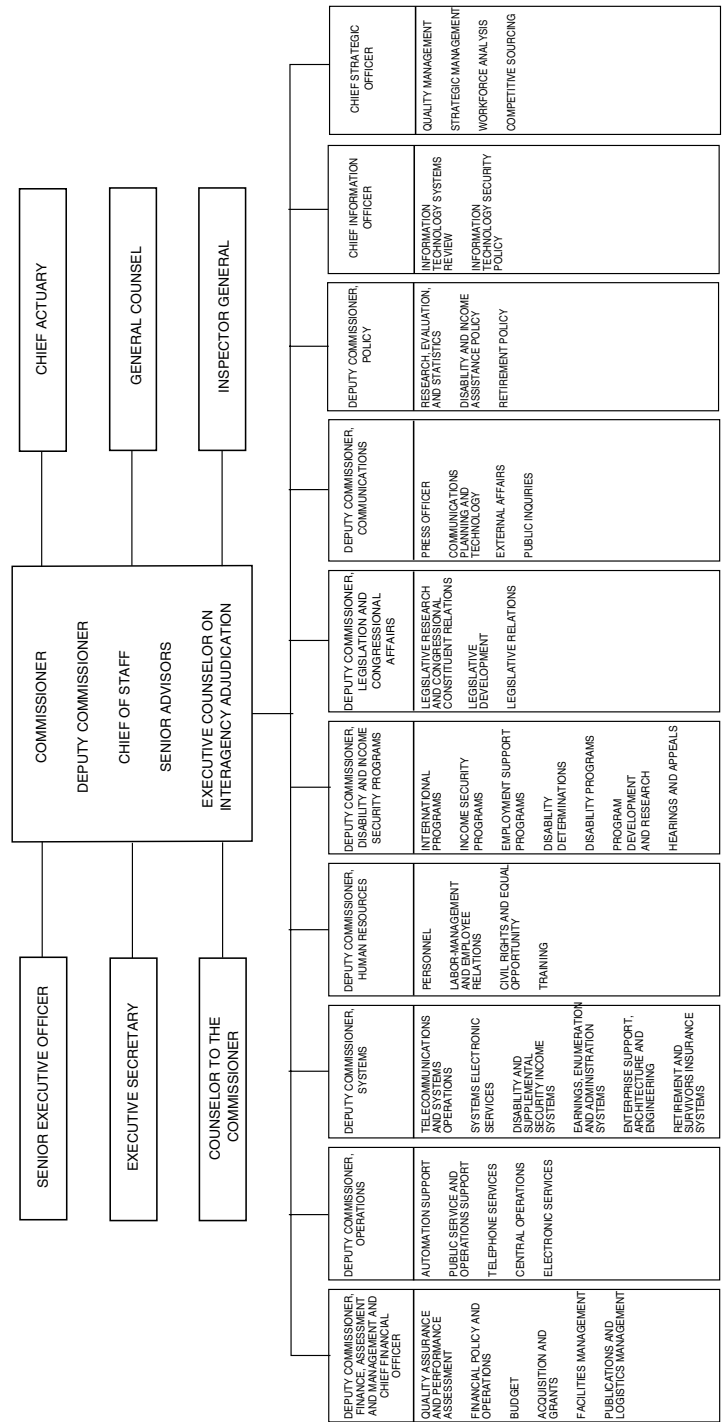 SENIOR EXECUTIVE OFFICER
EXECUTIVE SECRETARY
COUNSELOR TO THE
COMMISSIONER
COMMISSIONER
DEPUTY COMMISSIONER
CHIEF OF STAFF
SENIOR ADVISORS
EXECUTIVE COUNSELOR ON
INTERAGENCY ADJUDICATION
CHIEF ACTUARY
GENERAL COUNSEL
INSPECTOR GENERAL
DEPUTY COMMISSIONER,
FINANCE, ASSESSMENT
AND MANAGEMENT AND
CHIEF FINANCIAL
OFFICER
QUALITY ASSURANCE
AND PERFORMANCE
ASSESSMENT
FINANCIAL POLICY AND
OPERATIONS
BUDGET
ACQUISITION AND
GRANTS
FACILITIES MANAGEMENT
PUBLICATIONS AND
LOGISTICS MANAGEMENT
DEPUTY COMMISSIONER,
OPERATIONS
AUTOMATION SUPPORT
PUBLIC SERVICE AND
OPERATIONS SUPPORT
TELEPHONE SERVICES
CENTRAL OPERATIONS
ELECTRONIC SERVICES
DEPUTY COMMISSIONER,
SYSTEMS
TELECOMMUNICATIONS
AND SYSTEMS
OPERATIONS
SYSTEMS ELECTRONIC
SERVICES
DISABILITY AND
SUPPLEMENTAL
SECURITY INCOME
SYSTEMS
EARNINGS, ENUMERATION
AND ADMINISTRATION
SYSTEMS
ENTERPRISE SUPPORT,
ARCHITECTURE AND
ENGINEERING
RETIREMENT AND
SURVIVORS INSURANCE
SYSTEMS
DEPUTY COMMISSIONER,
HUMAN RESOURCES
PERSONNEL
LABOR-MANAGEMENT
AND EMPLOYEE
RELATIONS
CIVIL RIGHTS AND EQUAL
OPPORTUNITY
TRAINING
DEPUTY COMMISSIONER,
DISABILITY AND INCOME
SECURITY PROGRAMS
INTERNATIONAL
PROGRAMS
INCOME SECURITY
PROGRAMS
EMPLOYMENT SUPPORT
PROGRAMS
DISABILITY
DETERMINATIONS
DISABILITY PROGRAMS
PROGRAM
DEVELOPMENT
AND RESEARCH
HEARINGS AND APPEALS
DEPUTY COMMISSIONER,
LEGISLATION AND
CONGRESSIONAL
AFFAIRS
LEGISLATIVE RESEARCH
AND CONGRESSIONAL
CONSTITUENT RELATIONS
LEGISLATIVE
DEVELOPMENT
LEGISLATIVE RELATIONS
DEPUTY COMMISSIONER,
COMMUNICATIONS
PRESS OFFICER
COMMUNICATIONS
PLANNING AND
TECHNOLOGY
EXTERNAL AFFAIRS
PUBLIC INQUIRIES
DEPUTY COMMISSIONER,
POLICY
RESEARCH, EVALUATION,
AND STATISTICS
DISABILITY AND INCOME
ASSISTANCE POLICY
RETIREMENT POLICY
CHIEF INFORMATION
OFFICER
INFORMATION
TECHNOLOGY SYSTEMS
REVIEW
INFORMATION
TECHNOLOGY SECURITY
POLICY
CHIEF STRATEGIC
OFFICER
QUALITY MANAGEMENT
STRATEGIC MANAGEMENT
WORKFORCE ANALYSIS
COMPETITIVE SOURCING